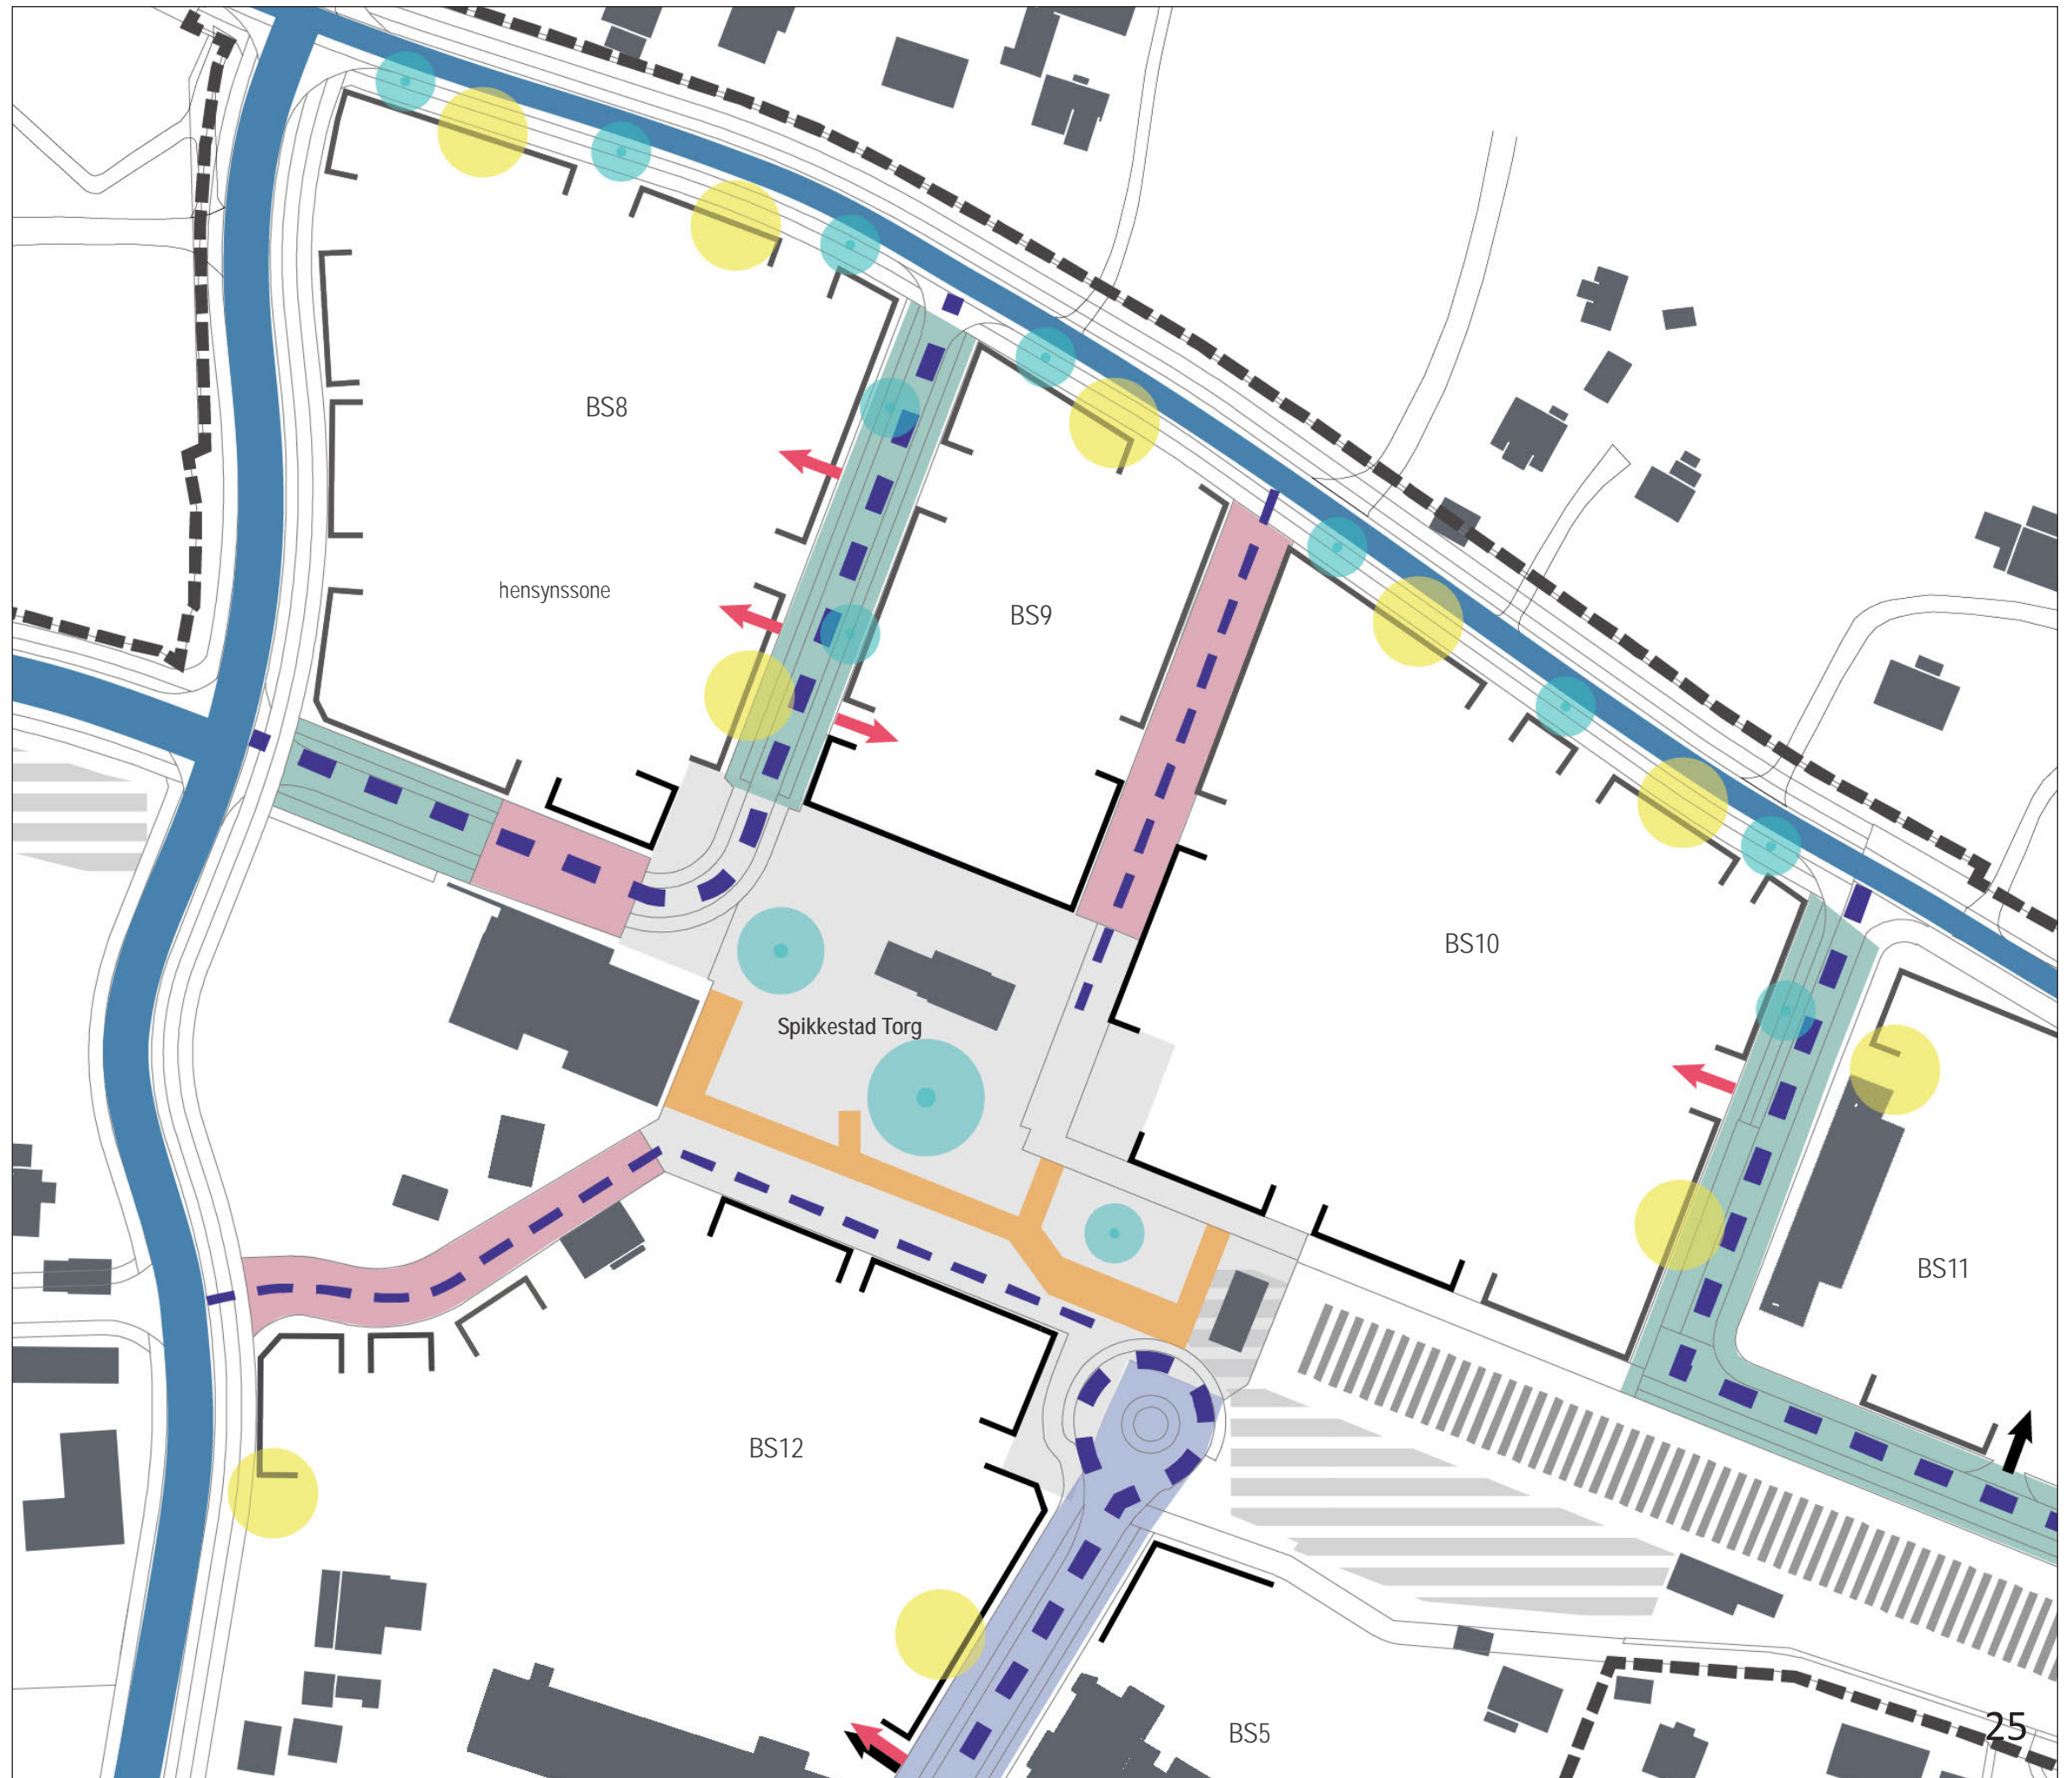 BS8
hensynssone
BS9
BS10
Spikkestad Torg
BS11
BS12
BS5
25